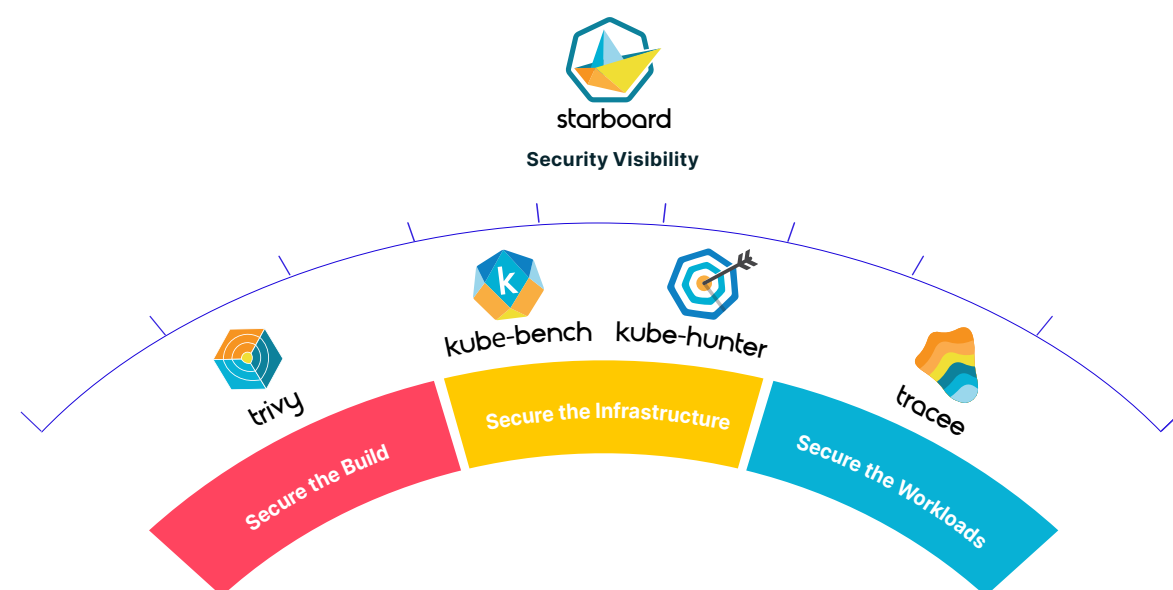 starboard
Security Visibility
k
kube-bench
kube-hunter
trivy
tracee
Secure the Build
Secure the Infrastructure
Secure the Workloads